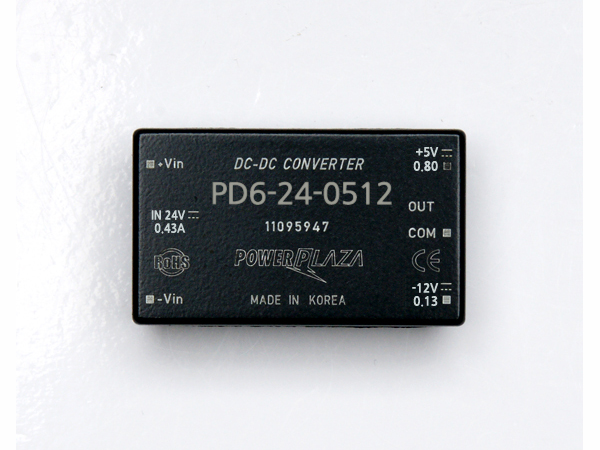 +Vin
DC-DC CONVERTER
+5V
0.80
PD6-24-0512
IN 24V
0.43A
OUT
11095947
COM
RoHS
POWERPLAZA
CE
-Vin
MADE IN KOREA
-12V
0.13